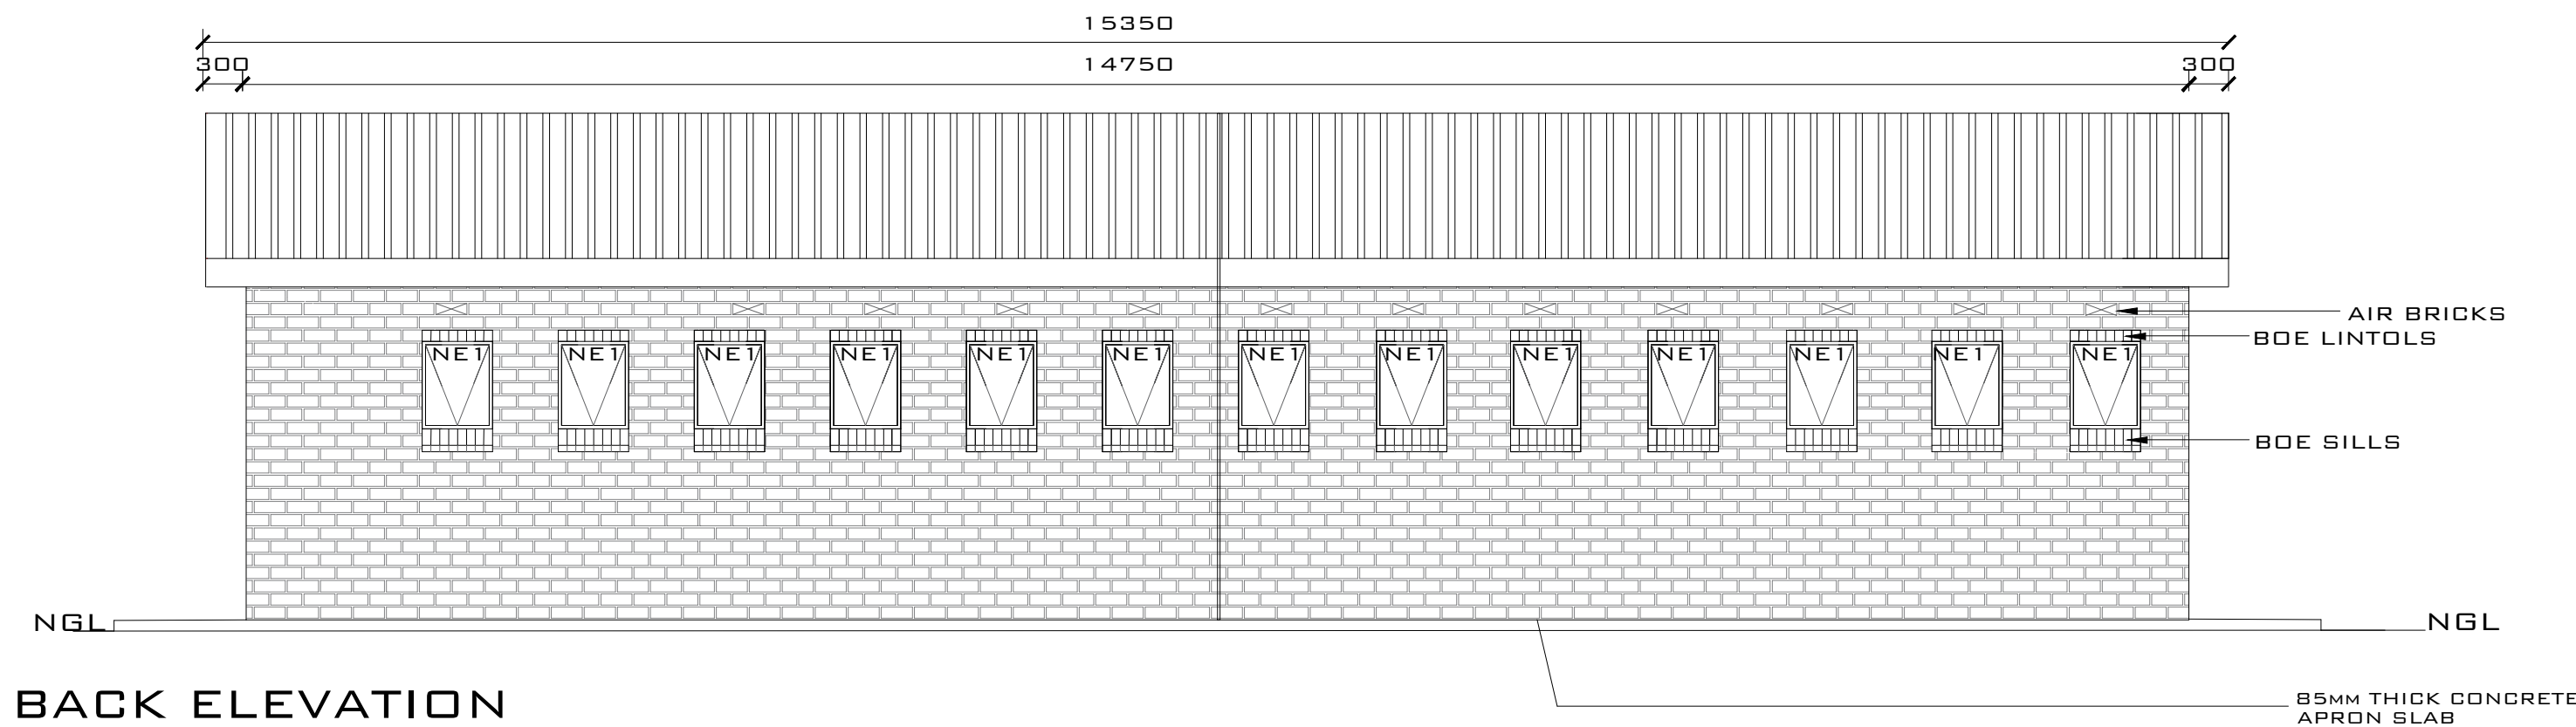 15350
300 14750 300
AIR BRICKS
BOE LINTOLS
NE1 NE1 NE1 NE1 NE1 NE1 NE1 NE1 NE1 NE1 NE1 NE1 NE1
BOE SILLS
NGL NGL
BACK ELEVATION
85MM THICK CONCRETE
APRON SLAB